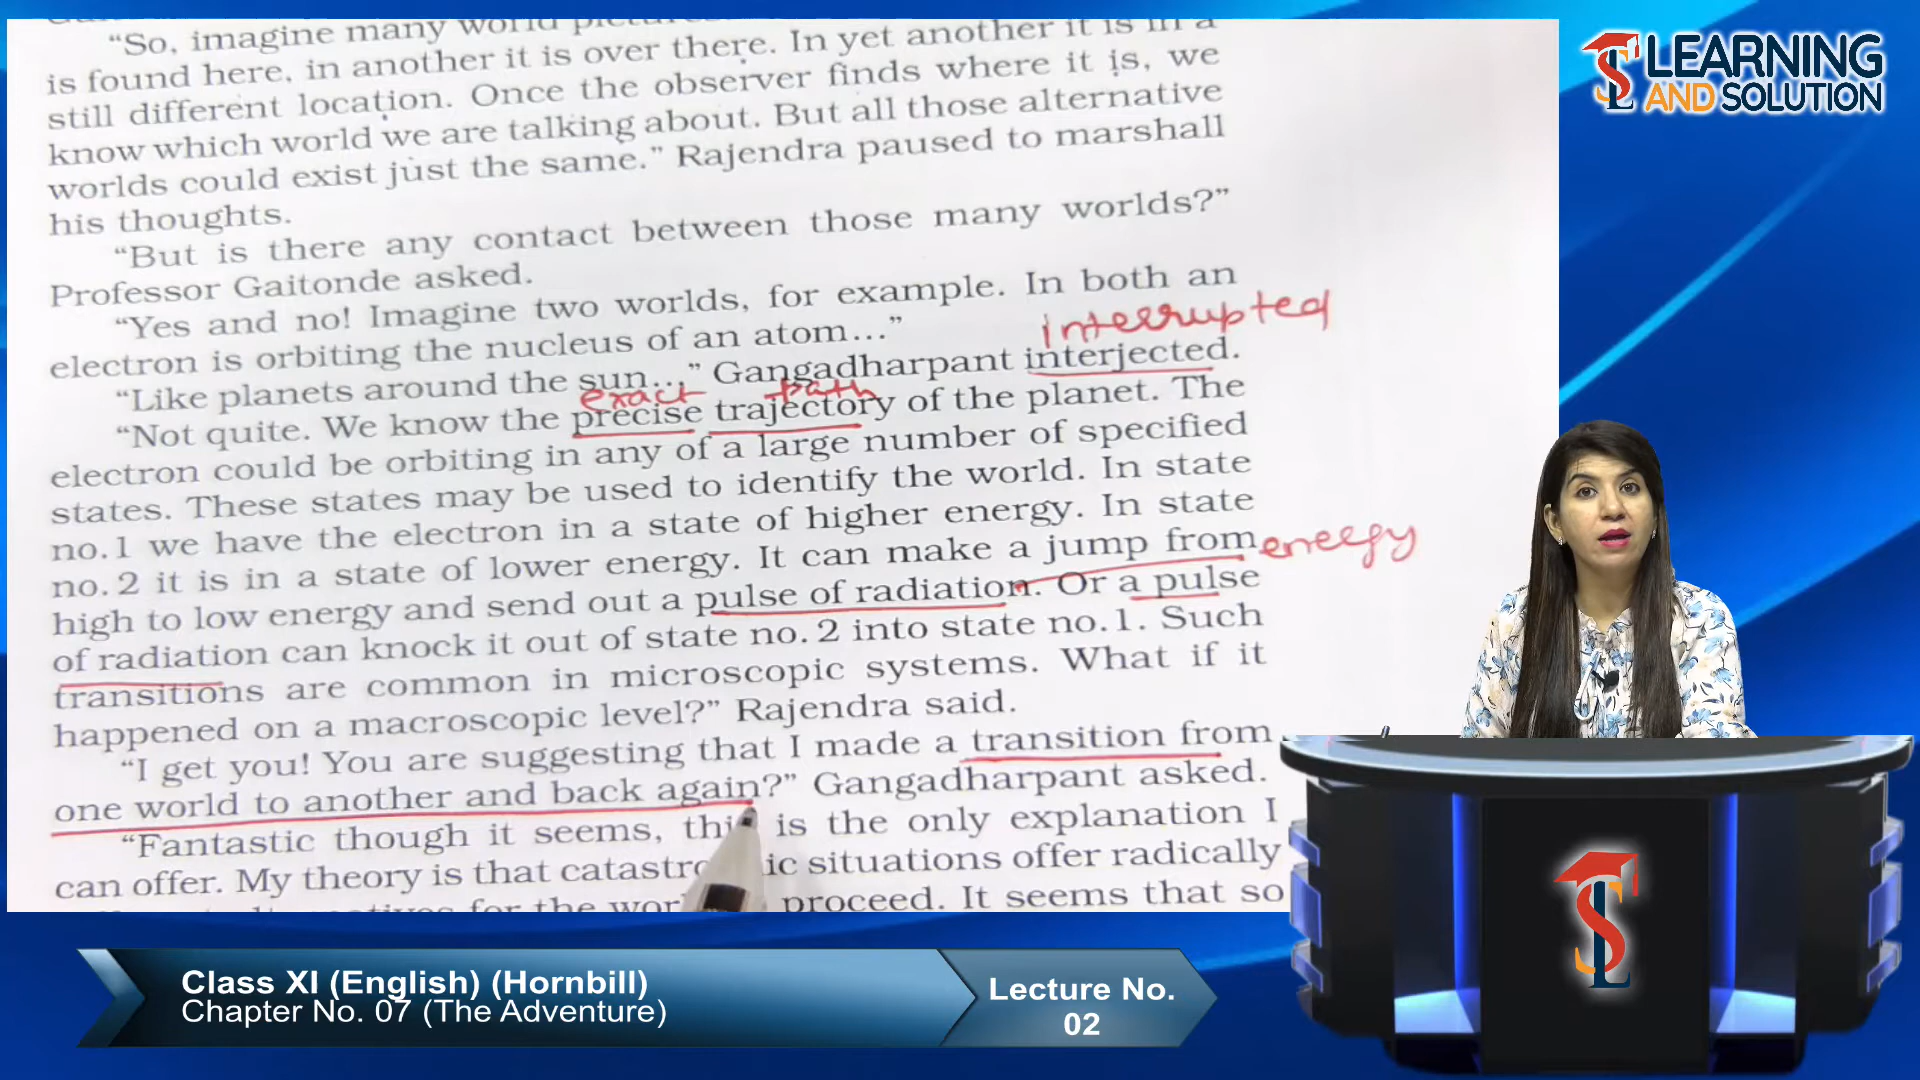 “So, imagine many world
is found here, in another it is over there. In yet another it is in a
still different location. Once the observer finds where it is, we
know which world we are talking about. But all those alternative
worlds could exist just the same.” Rajendra paused to marshall
his thoughts.
“But is there any contact between those many worlds?”
Professor Gaitonde asked.
“Yes and no! Imagine two worlds, for example. In both an
electron is orbiting the nucleus of an atom...”
interrupted
“Like planets around the sun...” Gangadharpant interjected.
exact path
“Not quite. We know the precise trajectory of the planet. The
electron could be orbiting in any of a large number of specified
states. These states may be used to identify the world. In state
no.1 we have the electron in a state of higher energy. In state
no. 2 it is in a state of lower energy. It can make a jump from
energy
high to low energy and send out a pulse of radiation. Or a pulse
of radiation can knock it out of state no. 2 into state no.1. Such
transitions are common in microscopic systems. What if it
happened on a macroscopic level?” Rajendra said.
“I get you! You are suggesting that I made a transition from
one world to another and back again?” Gangadharpant asked.
“Fantastic though it seems, this is the only explanation I
can offer. My theory is that catastro ic situations offer radically
for the wor proceed. It seems that so
LEARNING
AND SOLUTION
Class XI (English) (Hornbill)
Chapter No. 07 (The Adventure)
Lecture No.
02